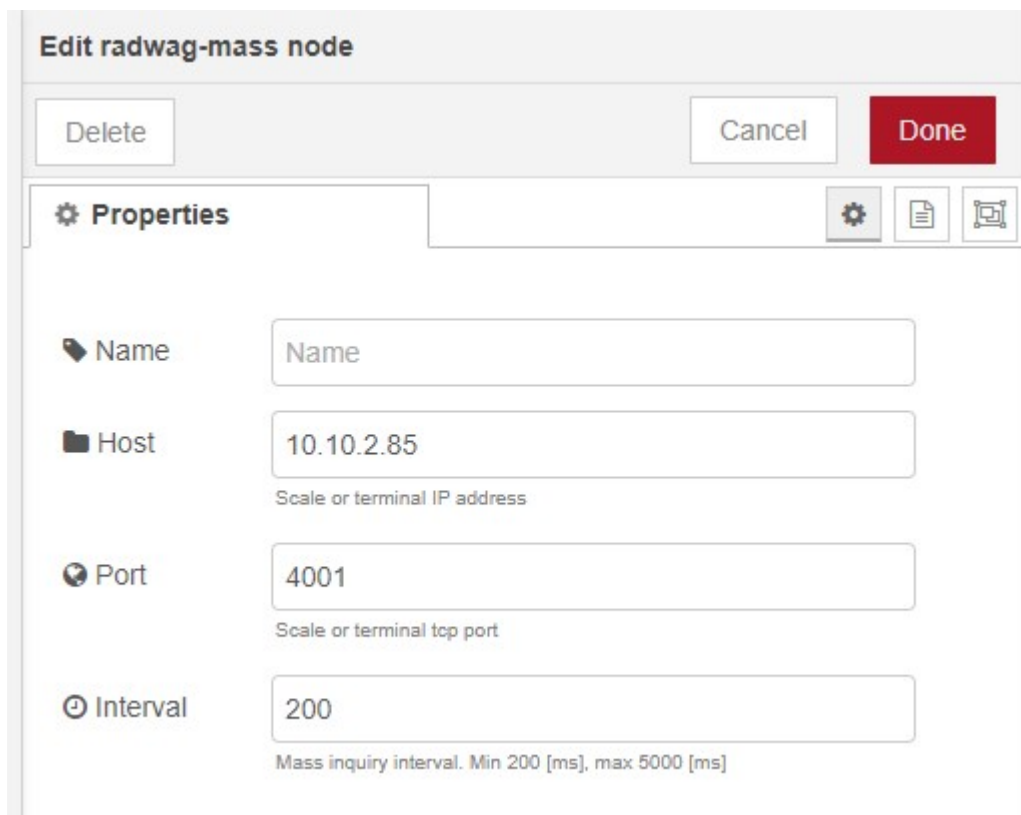 Edit radwag-mass node
Delete
Cancel
Done
Properties
Name
Name
Host
10.10.2.85
Scale or terminal IP address
Port
4001
Scale or terminal tcp port
Interval
200
Mass inquiry interval. Min 200 [ms], max 5000 [ms]